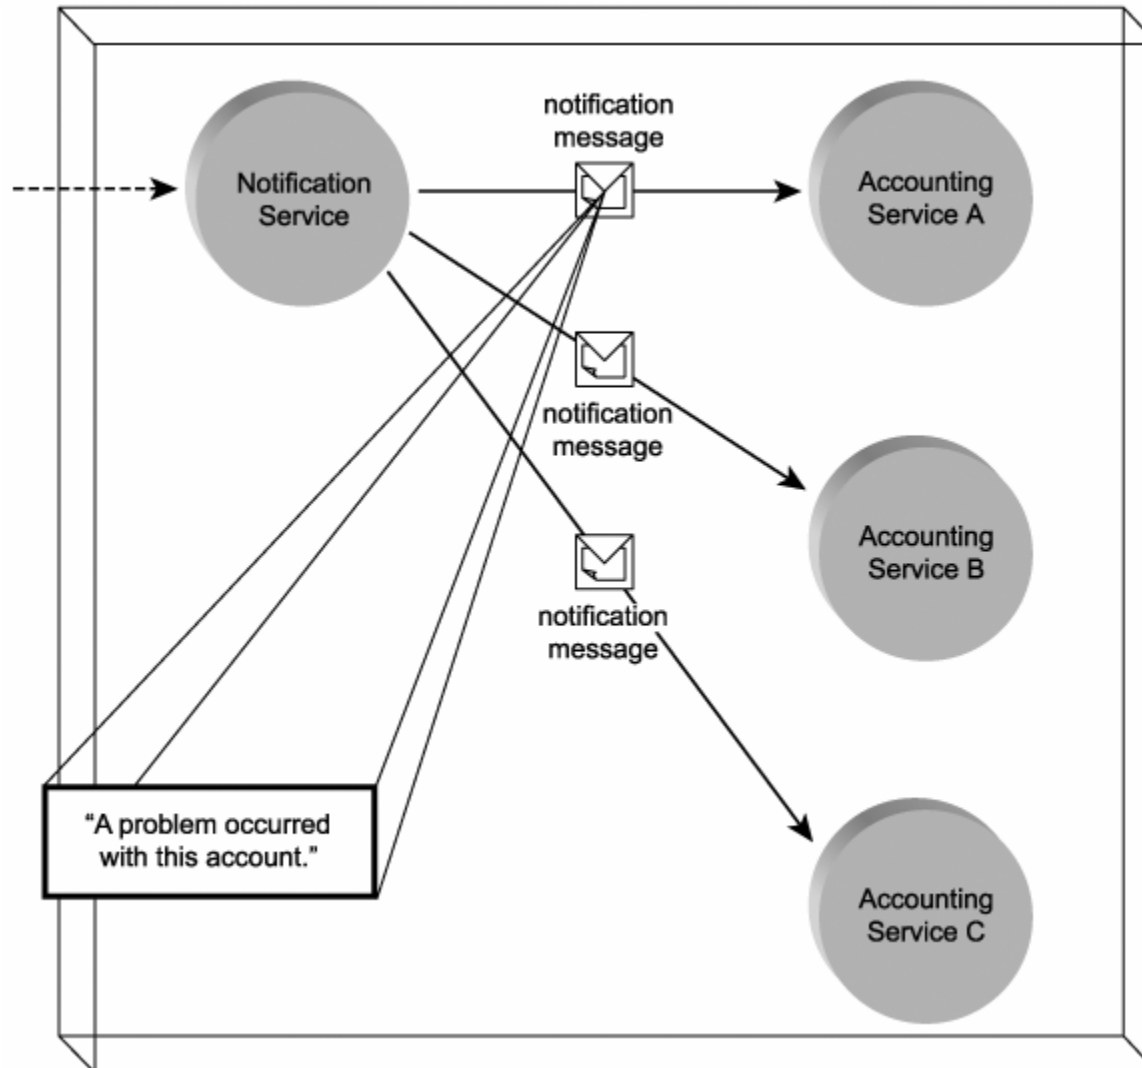 notification
message
Notification
Service
Accounting
Service A
notification
message
Accounting
Service B
notification
message
“A problem occurred
with this account.”
Accounting
Service C